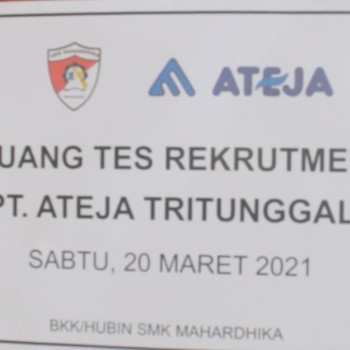 ATEJA
UANG TES REKRUTME
PT. ATEJA TRITUNGGAL
SABTU, 20 MARET 2021
BKK/HUBIN SMK MAHARDHIKA